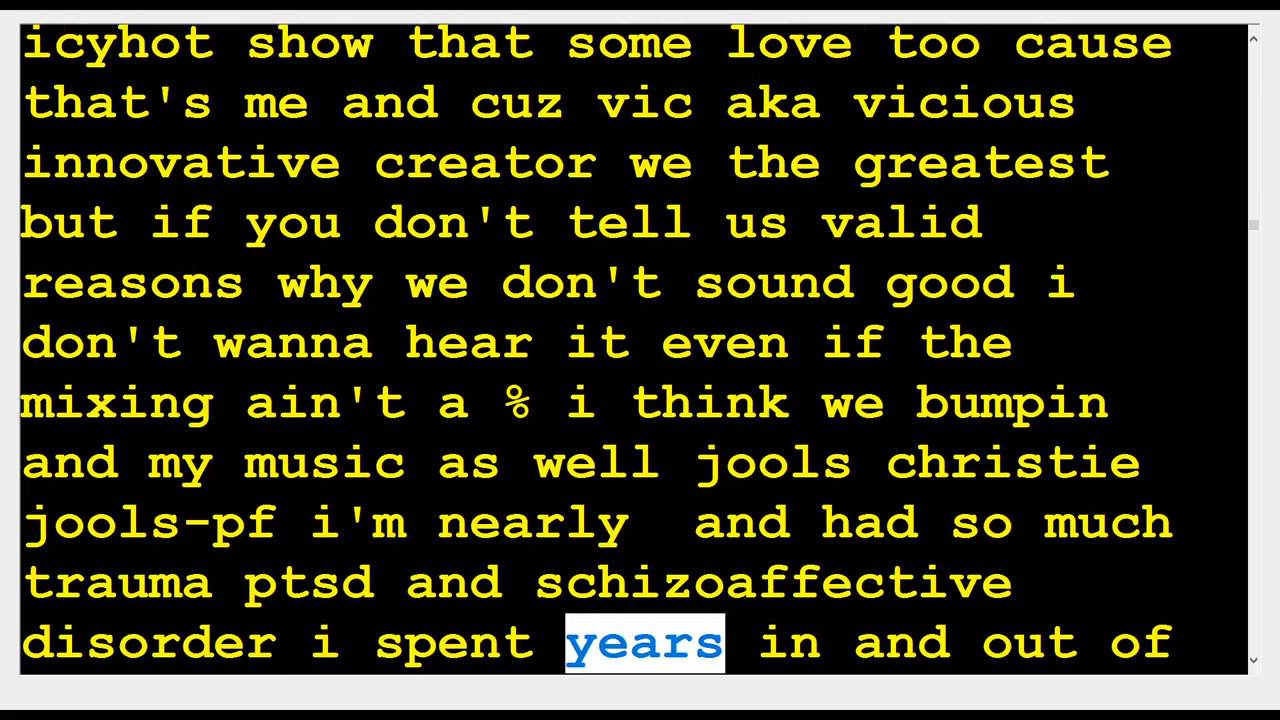 icyhot show that some love too cause
that's me and cuz vic aka vicious
innovative creator we the greatest
but if you don't tell us valid
reasons why we don't sound good i
don't wanna hear it even if the
mixing ain't a % i think we bumpin
and my music as well jools christie
jools-pf i'm nearly  and had so much
trauma ptsd and schizoaffective
disorder i spent years in and out of